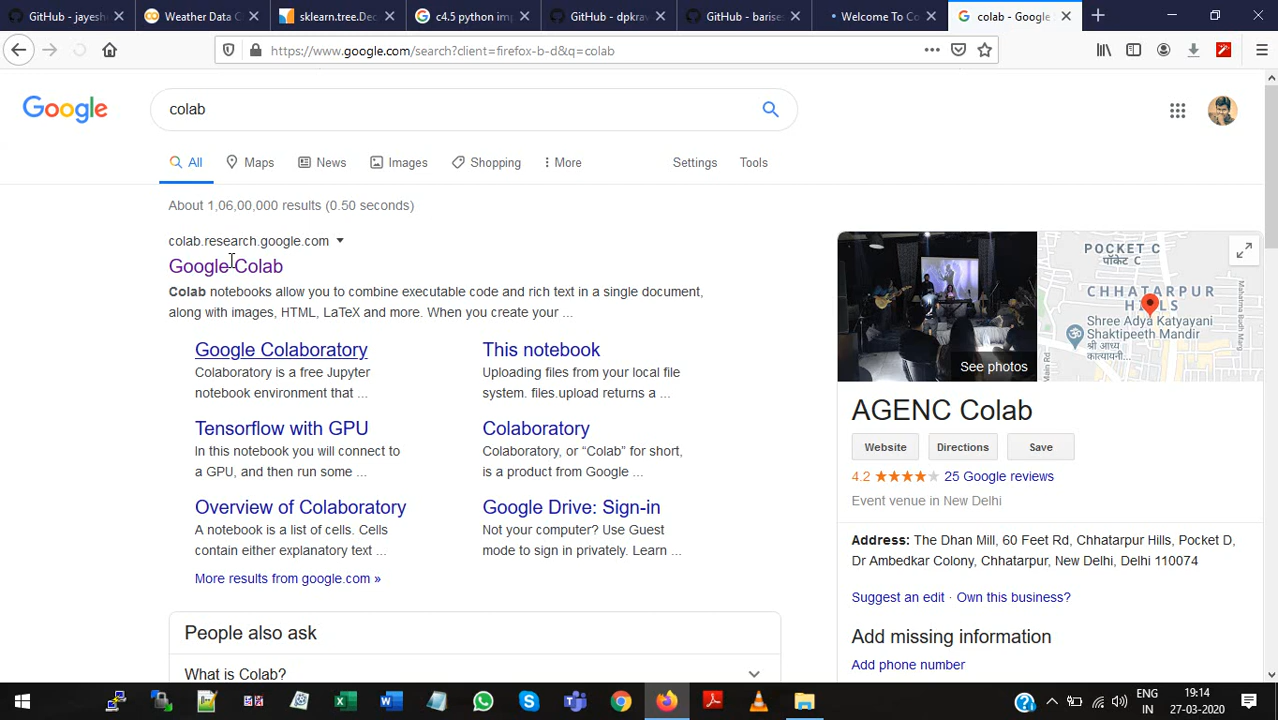 GitHub - jayeshi
Weather Data C
sklearn.tree.Dec
c4.5 python imp
GitHub - dpkrav
GitHub - barises
Welcome To Co
colab - Google S
https://www.google.com/search?client=firefox-b-d&q=colab
Google
colab
All
Maps
News
Images
Shopping
More
Settings
Tools
About 1,06,00,000 results (0.50 seconds)
colab.research.google.com
Google Colab
Colab notebooks allow you to combine executable code and rich text in a single document,
along with images, HTML, LaTeX and more. When you create your ...
Google Colaboratory
Colaboratory is a free Jupyter
notebook environment that ...
This notebook
Uploading files from your local file
system. files.upload returns a ...
Tensorflow with GPU
In this notebook you will connect to
a GPU, and then run some ...
Colaboratory
Colaboratory, or “Colab” for short,
is a product from Google ...
Overview of Colaboratory
A notebook is a list of cells. Cells
contain either explanatory text ...
Google Drive: Sign-in
Not your computer? Use Guest
mode to sign in privately. Learn ...
More results from google.com »
People also ask
What is Colab?
See photos
POCKET C
पॉकेट C
CHHATARPUR
HILLS
Shree Adya Katyayani
Shaktipeeth Mandir
श्री आद्या
कात्यायनी...
Main Rd
AGENC Colab
Website
Directions
Save
4.2
25 Google reviews
Event venue in New Delhi
Address: The Dhan Mill, 60 Feet Rd, Chhatarpur Hills, Pocket D,
Dr Ambedkar Colony, Chhatarpur, New Delhi, Delhi 110074
Suggest an edit · Own this business?
Add missing information
Add phone number
ENG
IN
19:14
27-03-2020